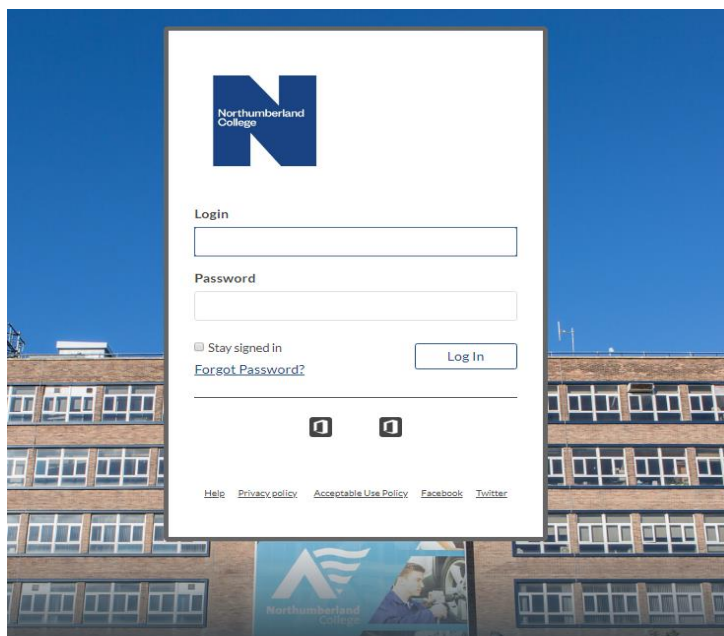 Northumberland
College
Login
Password
Stay signed in
Log In
Forgot Password?
Help Privacy policy Acceptable Use Policy Facebook Twitter
Northumberland
College